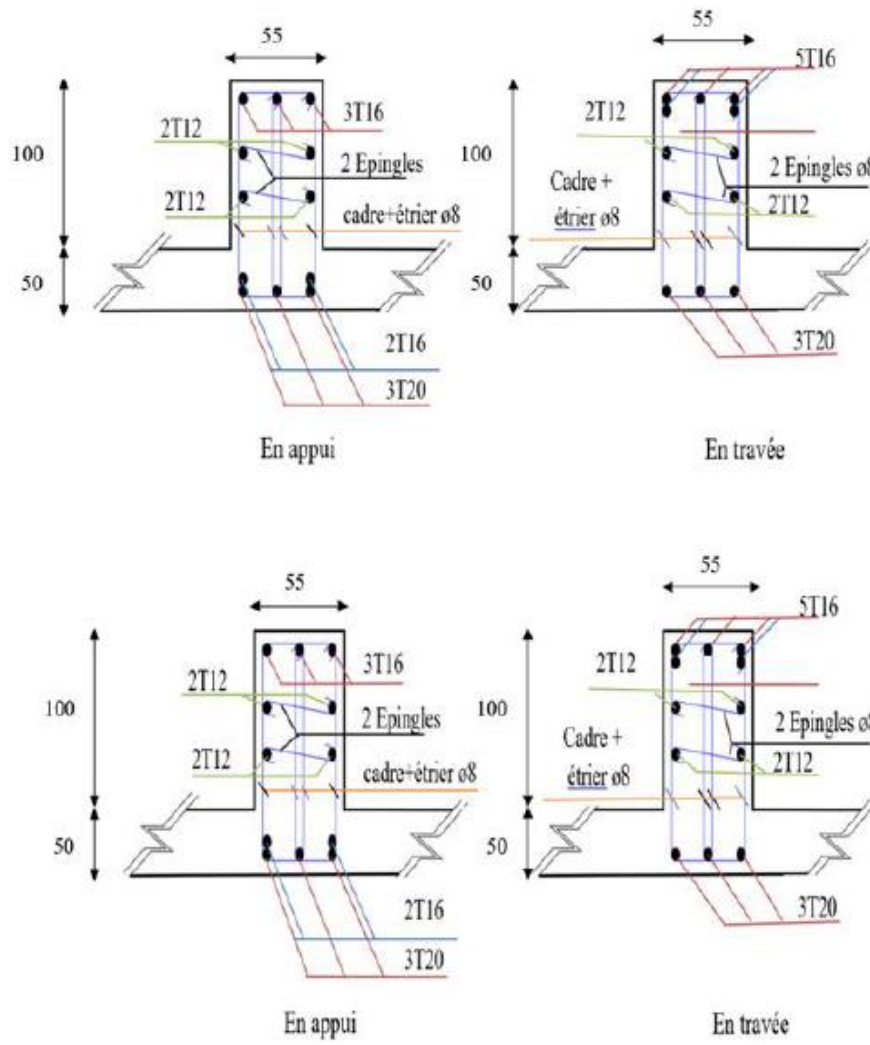 55
100
50
2T12
3T16
2 Epingles
2T12
cadre+étrier ø8
2T16
3T20
En appui
55
5T16
2T12
100
2 Epingles ø8
Cadre +
étrier ø8
2T12
50
3T20
En travée
55
3T16
2T12
100
2 Epingles
2T12
cadre+étrier ø8
50
2T16
3T20
En appui
55
5T16
2T12
100
2 Epingles ø8
Cadre +
étrier ø8
2T12
50
3T20
En travée